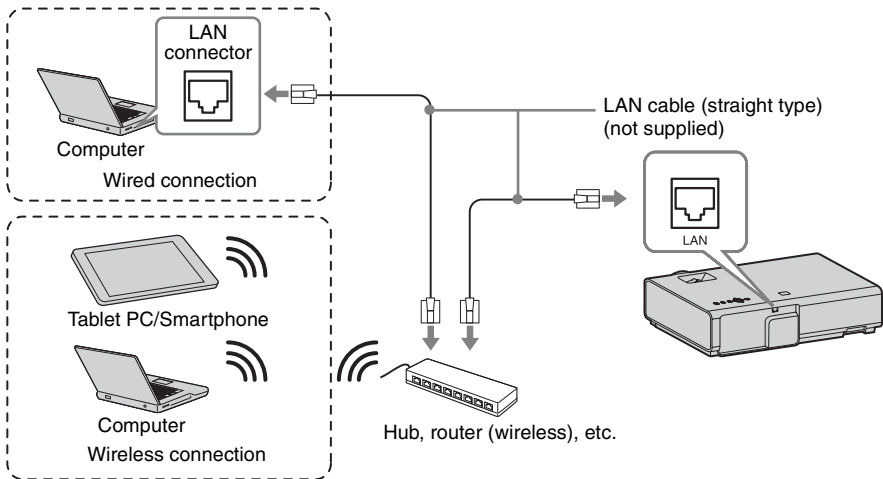 LAN
connector
Computer
Wired connection
LAN cable (straight type)
(not supplied)
LAN
Tablet PC/Smartphone
Computer
Wireless connection
Hub, router (wireless), etc.